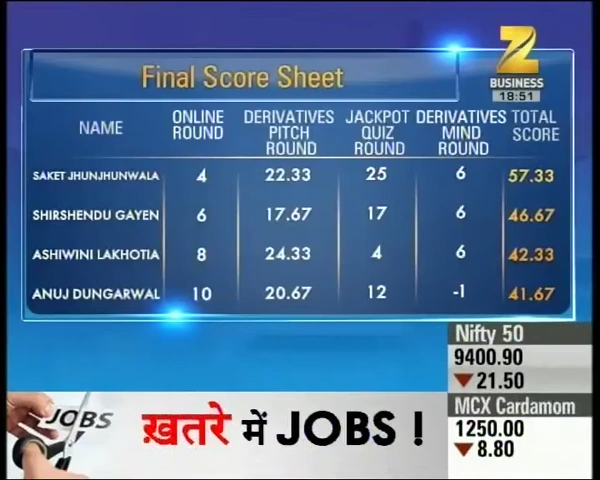 Z
BUSINESS
18:51
Final Score Sheet
NAME ONLINE ROUND DERIVATIVES PITCH ROUND JACKPOT QUIZ ROUND DERIVATIVES MIND ROUND TOTAL SCORE
SAKET JHUNJHUNWALA 4 22.33 25 6 57.33
SHIRSHENDU GAYEN 6 17.67 17 6 46.67
ASHIWINI LAKHOTIA 8 24.33 4 6 42.33
ANUJ DUNGARWAL 10 20.67 12 -1 41.67
Nifty 50
9400.90
▼ 21.50
MCX Cardamom
1250.00
▼ 8.80
JOBS
ख़तरे में JOBS !